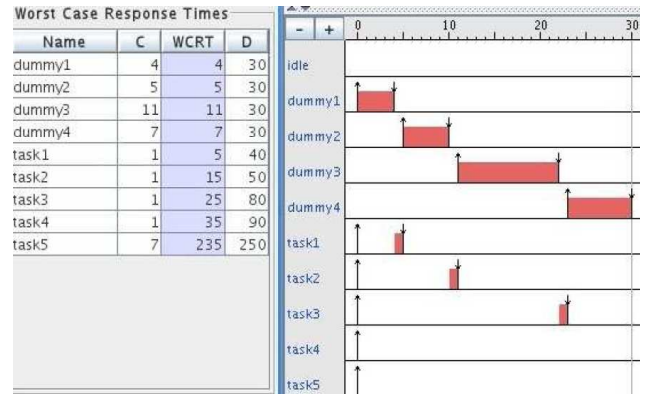 Worst Case Response Times
Name C WCRT D
dummy1 4 4 30
dummy2 5 5 30
dummy3 11 11 30
dummy4 7 7 30
task1 1 5 40
task2 1 15 50
task3 1 25 80
task4 1 35 90
task5 7 235 250
- + 0 10 20 30
idle
dummy1
dummy2
dummy3
dummy4
task1
task2
task3
task4
task5